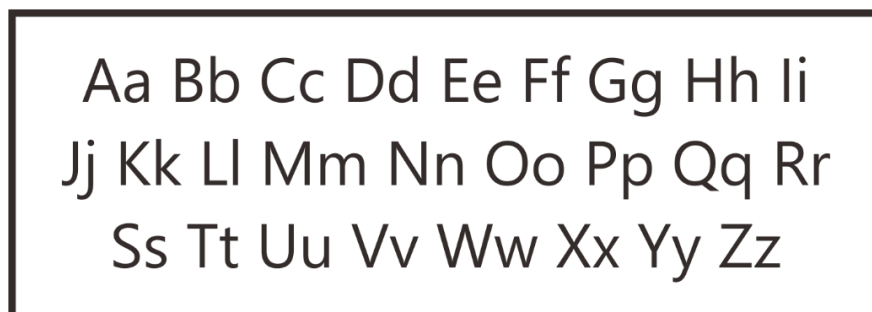 Aa Bb Cc Dd Ee Ff Gg Hh Ii
Jj Kk Ll Mm Nn Oo Pp Qq Rr
Ss Tt Uu Vv Ww Xx Yy Zz